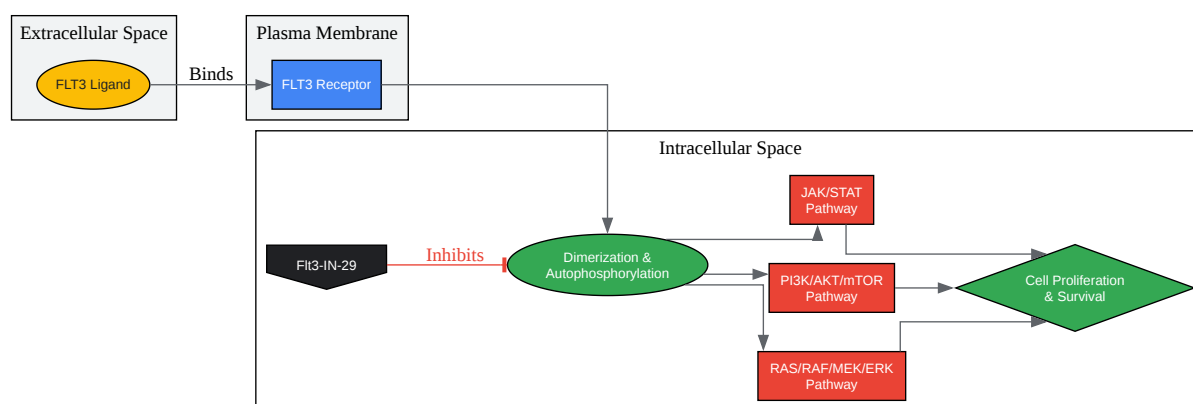 Extracellular Space
Plasma Membrane
FLT3 Ligand
Binds
FLT3 Receptor
Intracellular Space
JAK/STAT
Pathway
Flt3-IN-29
Inhibits
Dimerization &
Autophosphorylation
PI3K/AKT/mTOR
Pathway
Cell Proliferation
& Survival
RAS/RAF/MEK/ERK
Pathway